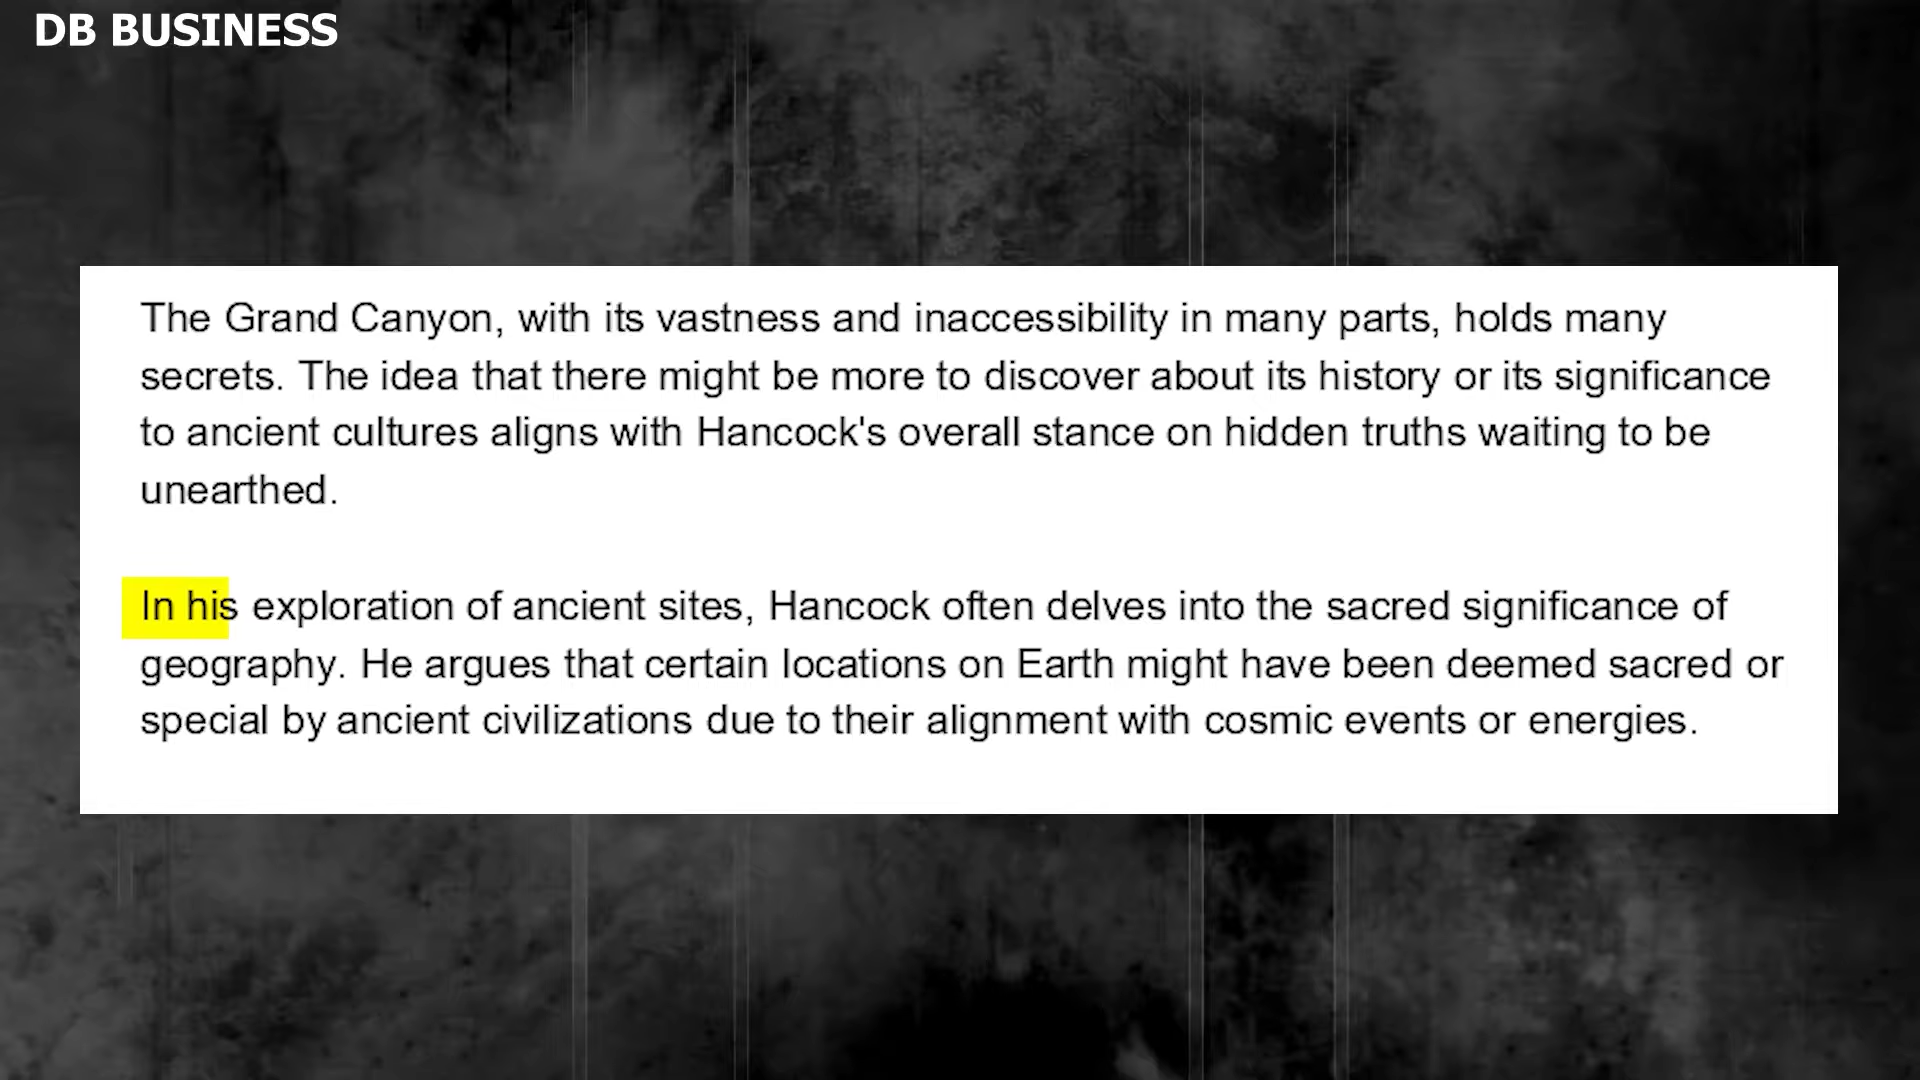 DB BUSINESS
The Grand Canyon, with its vastness and inaccessibility in many parts, holds many
secrets. The idea that there might be more to discover about its history or its significance
to ancient cultures aligns with Hancock's overall stance on hidden truths waiting to be
unearthed.
In his exploration of ancient sites, Hancock often delves into the sacred significance of
geography. He argues that certain locations on Earth might have been deemed sacred or
special by ancient civilizations due to their alignment with cosmic events or energies.